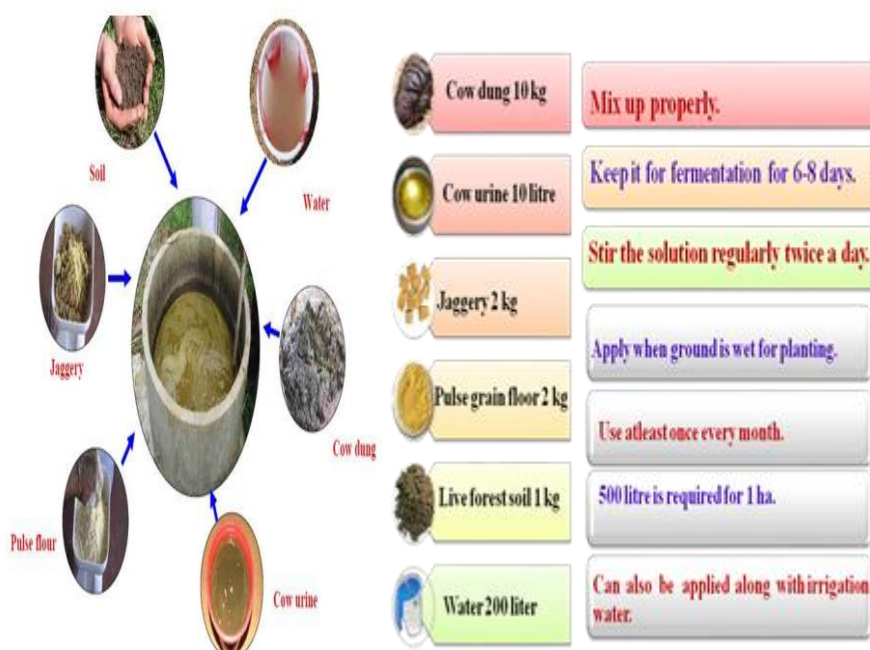 Soil
Water
Jaggery
Cow dung
Pulse flour
Cow urine
Cow dung 10 kg
Cow urine 10 litre
Jaggery 2 kg
Pulse grain floor 2 kg
Live forest soil 1 kg
Water 200 liter
Mix up properly.
Keep it for fermentation for 6-8 days.
Stir the solution regularly twice a day.
Apply when ground is wet for planting.
Use atleast once every month.
500 litre is required for 1 ha.
Can also be applied along with irrigation
water.